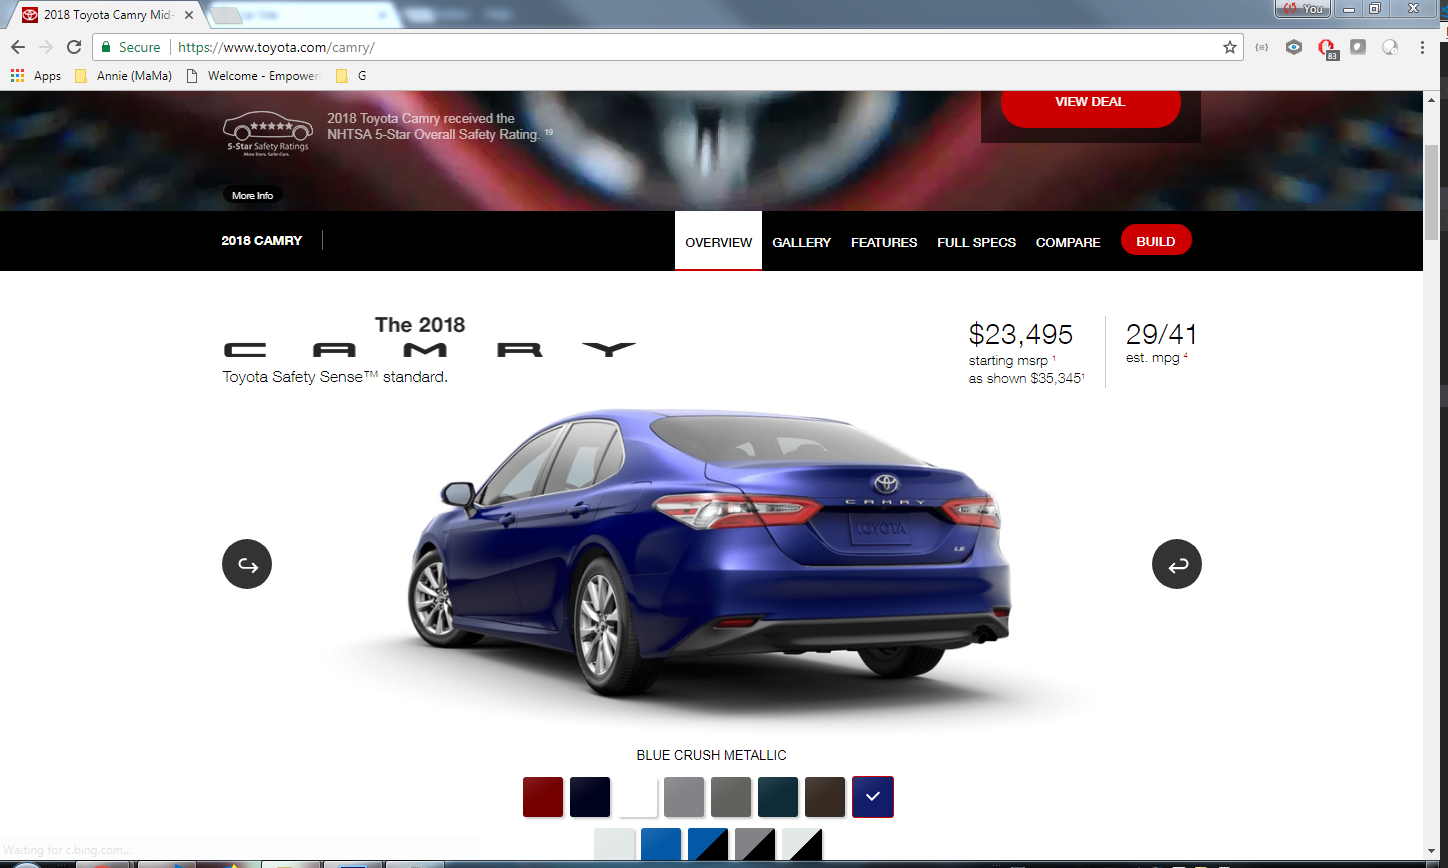 2018 Toyota Camry Mid-
You
Secure
https://www.toyota.com/camry/
83
Apps
Annie (MaMa)
Welcome - Empower
G
2018 Toyota Camry received the
NHTSA 5-Star Overall Safety Rating. 19
5-Star Safety Ratings
More Stars. Safer Cars.
More Info
VIEW DEAL
2018 CAMRY
OVERVIEW
GALLERY
FEATURES
FULL SPECS
COMPARE
BUILD
The 2018
CAMRY
Toyota Safety Sense™ standard.
$23,495
starting msrp 1
as shown $35,345 1
29/41
est. mpg 4
CAMRY
TOYOTA
LE
BLUE CRUSH METALLIC
Waiting for c.bing.com...